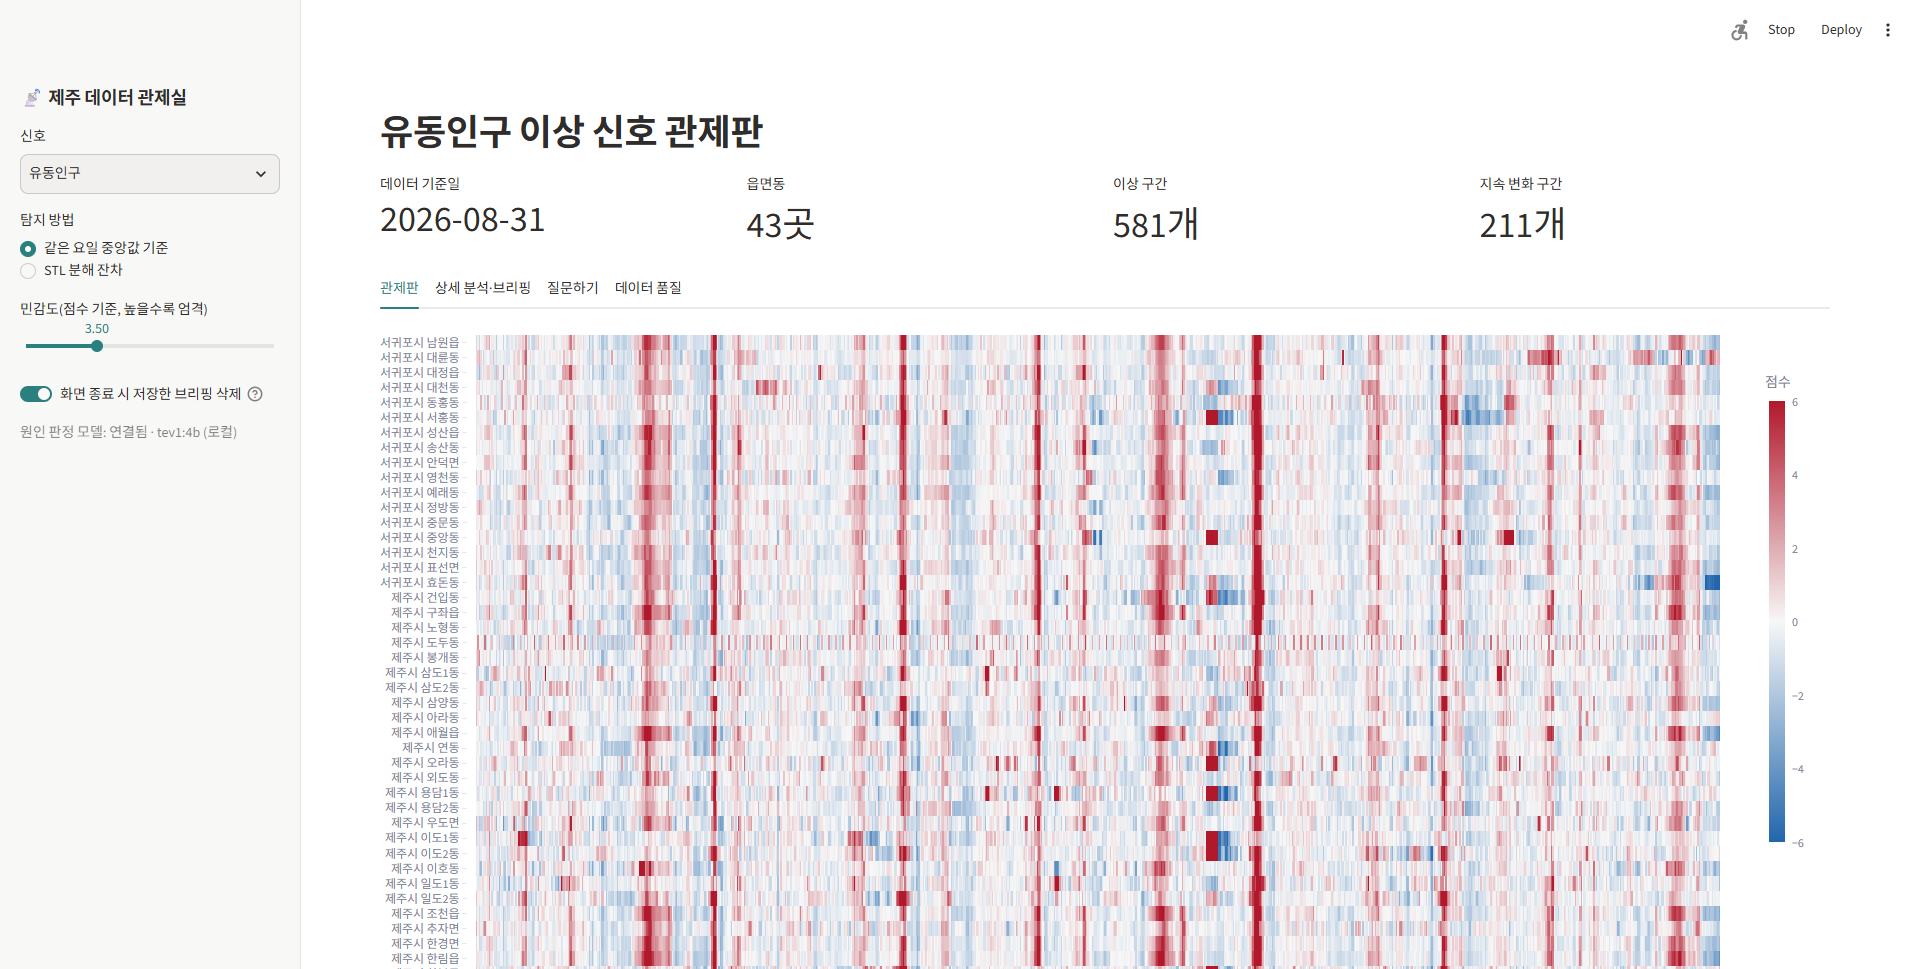 Stop
Deploy
제주 데이터 관제실
신호
유동인구
탐지 방법
같은 요일 중앙값 기준
STL 분해 잔차
민감도(점수 기준, 높을수록 엄격)
3.50
화면 종료 시 저장한 브리핑 삭제
원인 판정 모델: 연결됨 · tev1:4b (로컬)
유동인구 이상 신호 관제판
데이터 기준일
2026-08-31
읍면동
43곳
이상 구간
581개
지속 변화 구간
211개
관제판
상세 분석·브리핑
질문하기
데이터 품질
서귀포시 남원읍
서귀포시 대륜동
서귀포시 대정읍
서귀포시 대천동
서귀포시 동홍동
서귀포시 서홍동
서귀포시 성산읍
서귀포시 송산동
서귀포시 안덕면
서귀포시 영천동
서귀포시 예래동
서귀포시 정방동
서귀포시 중문동
서귀포시 중앙동
서귀포시 천지동
서귀포시 표선면
서귀포시 효돈동
제주시 건입동
제주시 구좌읍
제주시 노형동
제주시 도두동
제주시 봉개동
제주시 삼도1동
제주시 삼도2동
제주시 삼양동
제주시 아라동
제주시 애월읍
제주시 연동
제주시 오라동
제주시 외도동
제주시 용담1동
제주시 용담2동
제주시 우도면
제주시 이도1동
제주시 이도2동
제주시 이호동
제주시 일도1동
제주시 일도2동
제주시 조천읍
제주시 추자면
제주시 한경면
제주시 한림읍
점수
6
4
2
0
−2
−4
−6